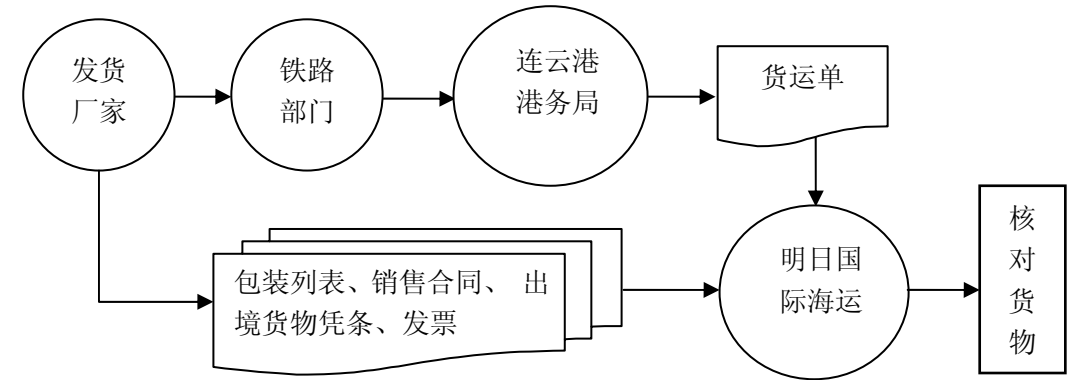 发货
厂家
铁路
部门
连云港
港务局
货运单
包装列表、销售合同、 出
境货物凭条、发票
明日国
际海运
核
对
货
物